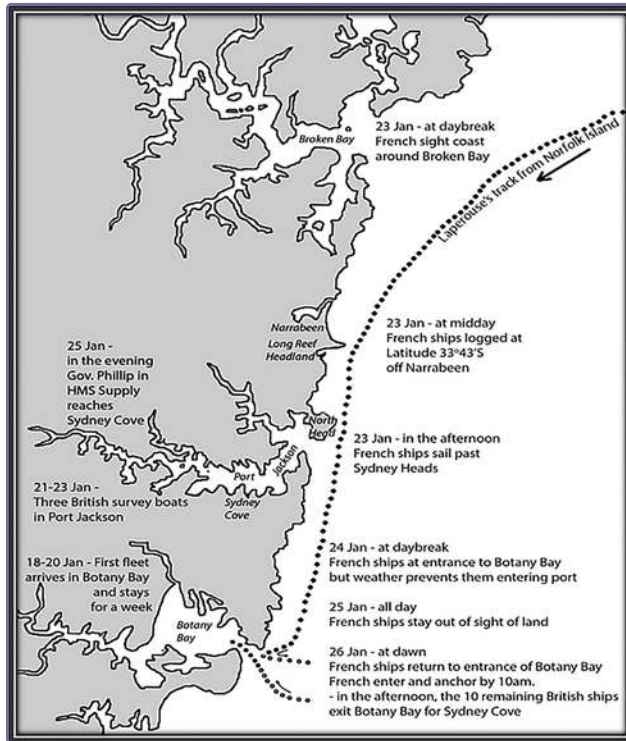 Broken Bay
23 Jan - at daybreak
French sight coast
around Broken Bay
Laperouse's track from Norfolk Island
Narrabeen
Long Reef
Headland
23 Jan - at midday
French ships logged at
Latitude 33º43'S
off Narrabeen
25 Jan -
in the evening
Gov. Phillip in
HMS Supply
reaches
Sydney Cove
North
Head
23 Jan - in the afternoon
French ships sail past
Sydney Heads
Port
Jackson
Sydney
Cove
21-23 Jan -
Three British survey boats
in Port Jackson
18-20 Jan - First fleet
arrives in Botany Bay
and stays
for a week
Botany
Bay
24 Jan - at daybreak
French ships at entrance to Botany Bay
but weather prevents them entering port
25 Jan - all day
French ships stay out of sight of land
26 Jan - at dawn
French ships return to entrance of Botany Bay
French enter and anchor by 10am.
- in the afternoon, the 10 remaining British ships
exit Botany Bay for Sydney Cove